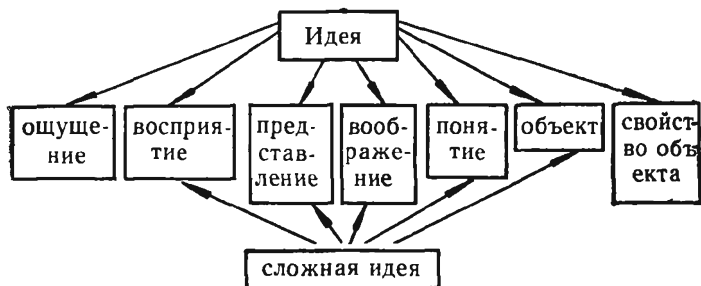 Идея
ощуще-
ние
восприя-
тие
пред-
став-
ление
вооб-
ражe-
ние
поня-
тие
объект
свойст-
во объ
екта
сложная идея